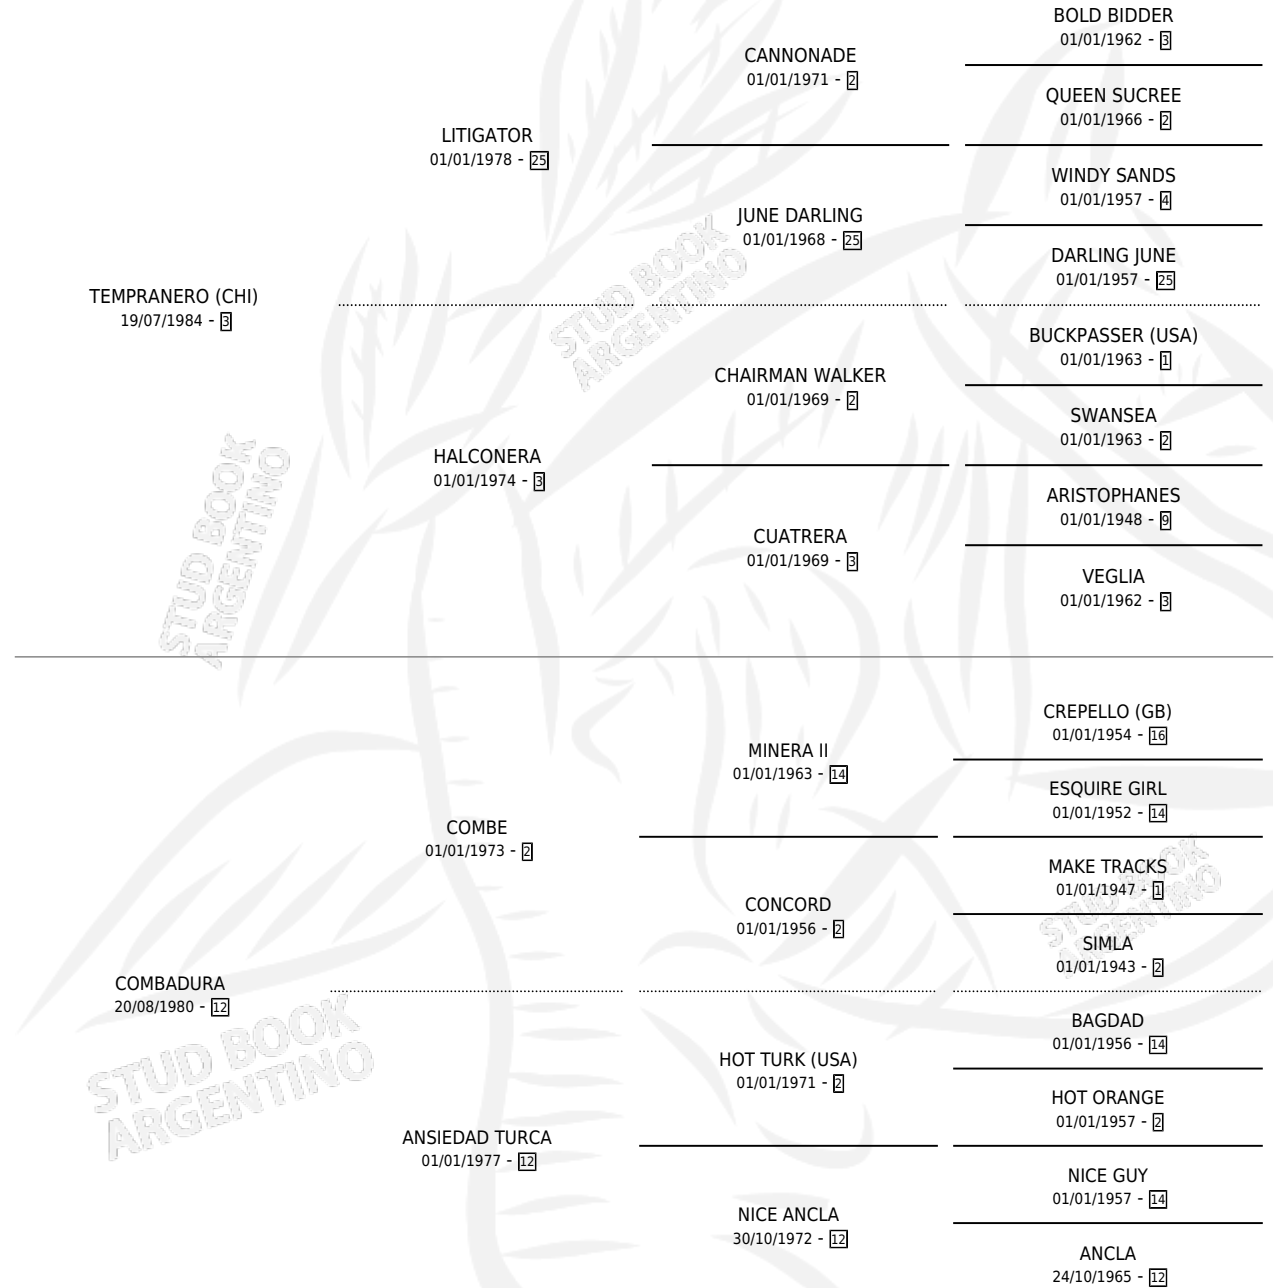 BOLD BIDDER
01/01/1962 - 3
CANNONADE
01/01/1971 - 2
QUEEN SUCREE
01/01/1966 - 2
LITIGATOR
01/01/1978 - 25
WINDY SANDS
01/01/1957 - 4
JUNE DARLING
01/01/1968 - 25
DARLING JUNE
01/01/1957 - 25
TEMPRANERO (CHI)
19/07/1984 - 3
STUD BOOK
ARGENTINO
BUCKPASSER (USA)
01/01/1963 - 1
CHAIRMAN WALKER
01/01/1969 - 2
SWANSEA
01/01/1963 - 2
HALCONERA
01/01/1974 - 3
ARISTOPHANES
01/01/1948 - 9
CUATRERA
01/01/1969 - 3
VEGLIA
01/01/1962 - 3
STUD BOOK
ARGENTINO
CREPELLO (GB)
01/01/1954 - 16
MINERA II
01/01/1963 - 14
ESQUIRE GIRL
01/01/1952 - 14
COMBE
01/01/1973 - 2
MAKE TRACKS
01/01/1947 - 1
CONCORD
01/01/1956 - 2
STUD BOOK
ARGENTINO
SIMLA
01/01/1943 - 2
COMBADURA
20/08/1980 - 12
STUD BOOK
ARGENTINO
BAGDAD
01/01/1956 - 14
HOT TURK (USA)
01/01/1971 - 2
HOT ORANGE
01/01/1957 - 2
ANSIEDAD TURCA
01/01/1977 - 12
NICE GUY
01/01/1957 - 14
NICE ANCLA
30/10/1972 - 12
ANCLA
24/10/1965 - 12